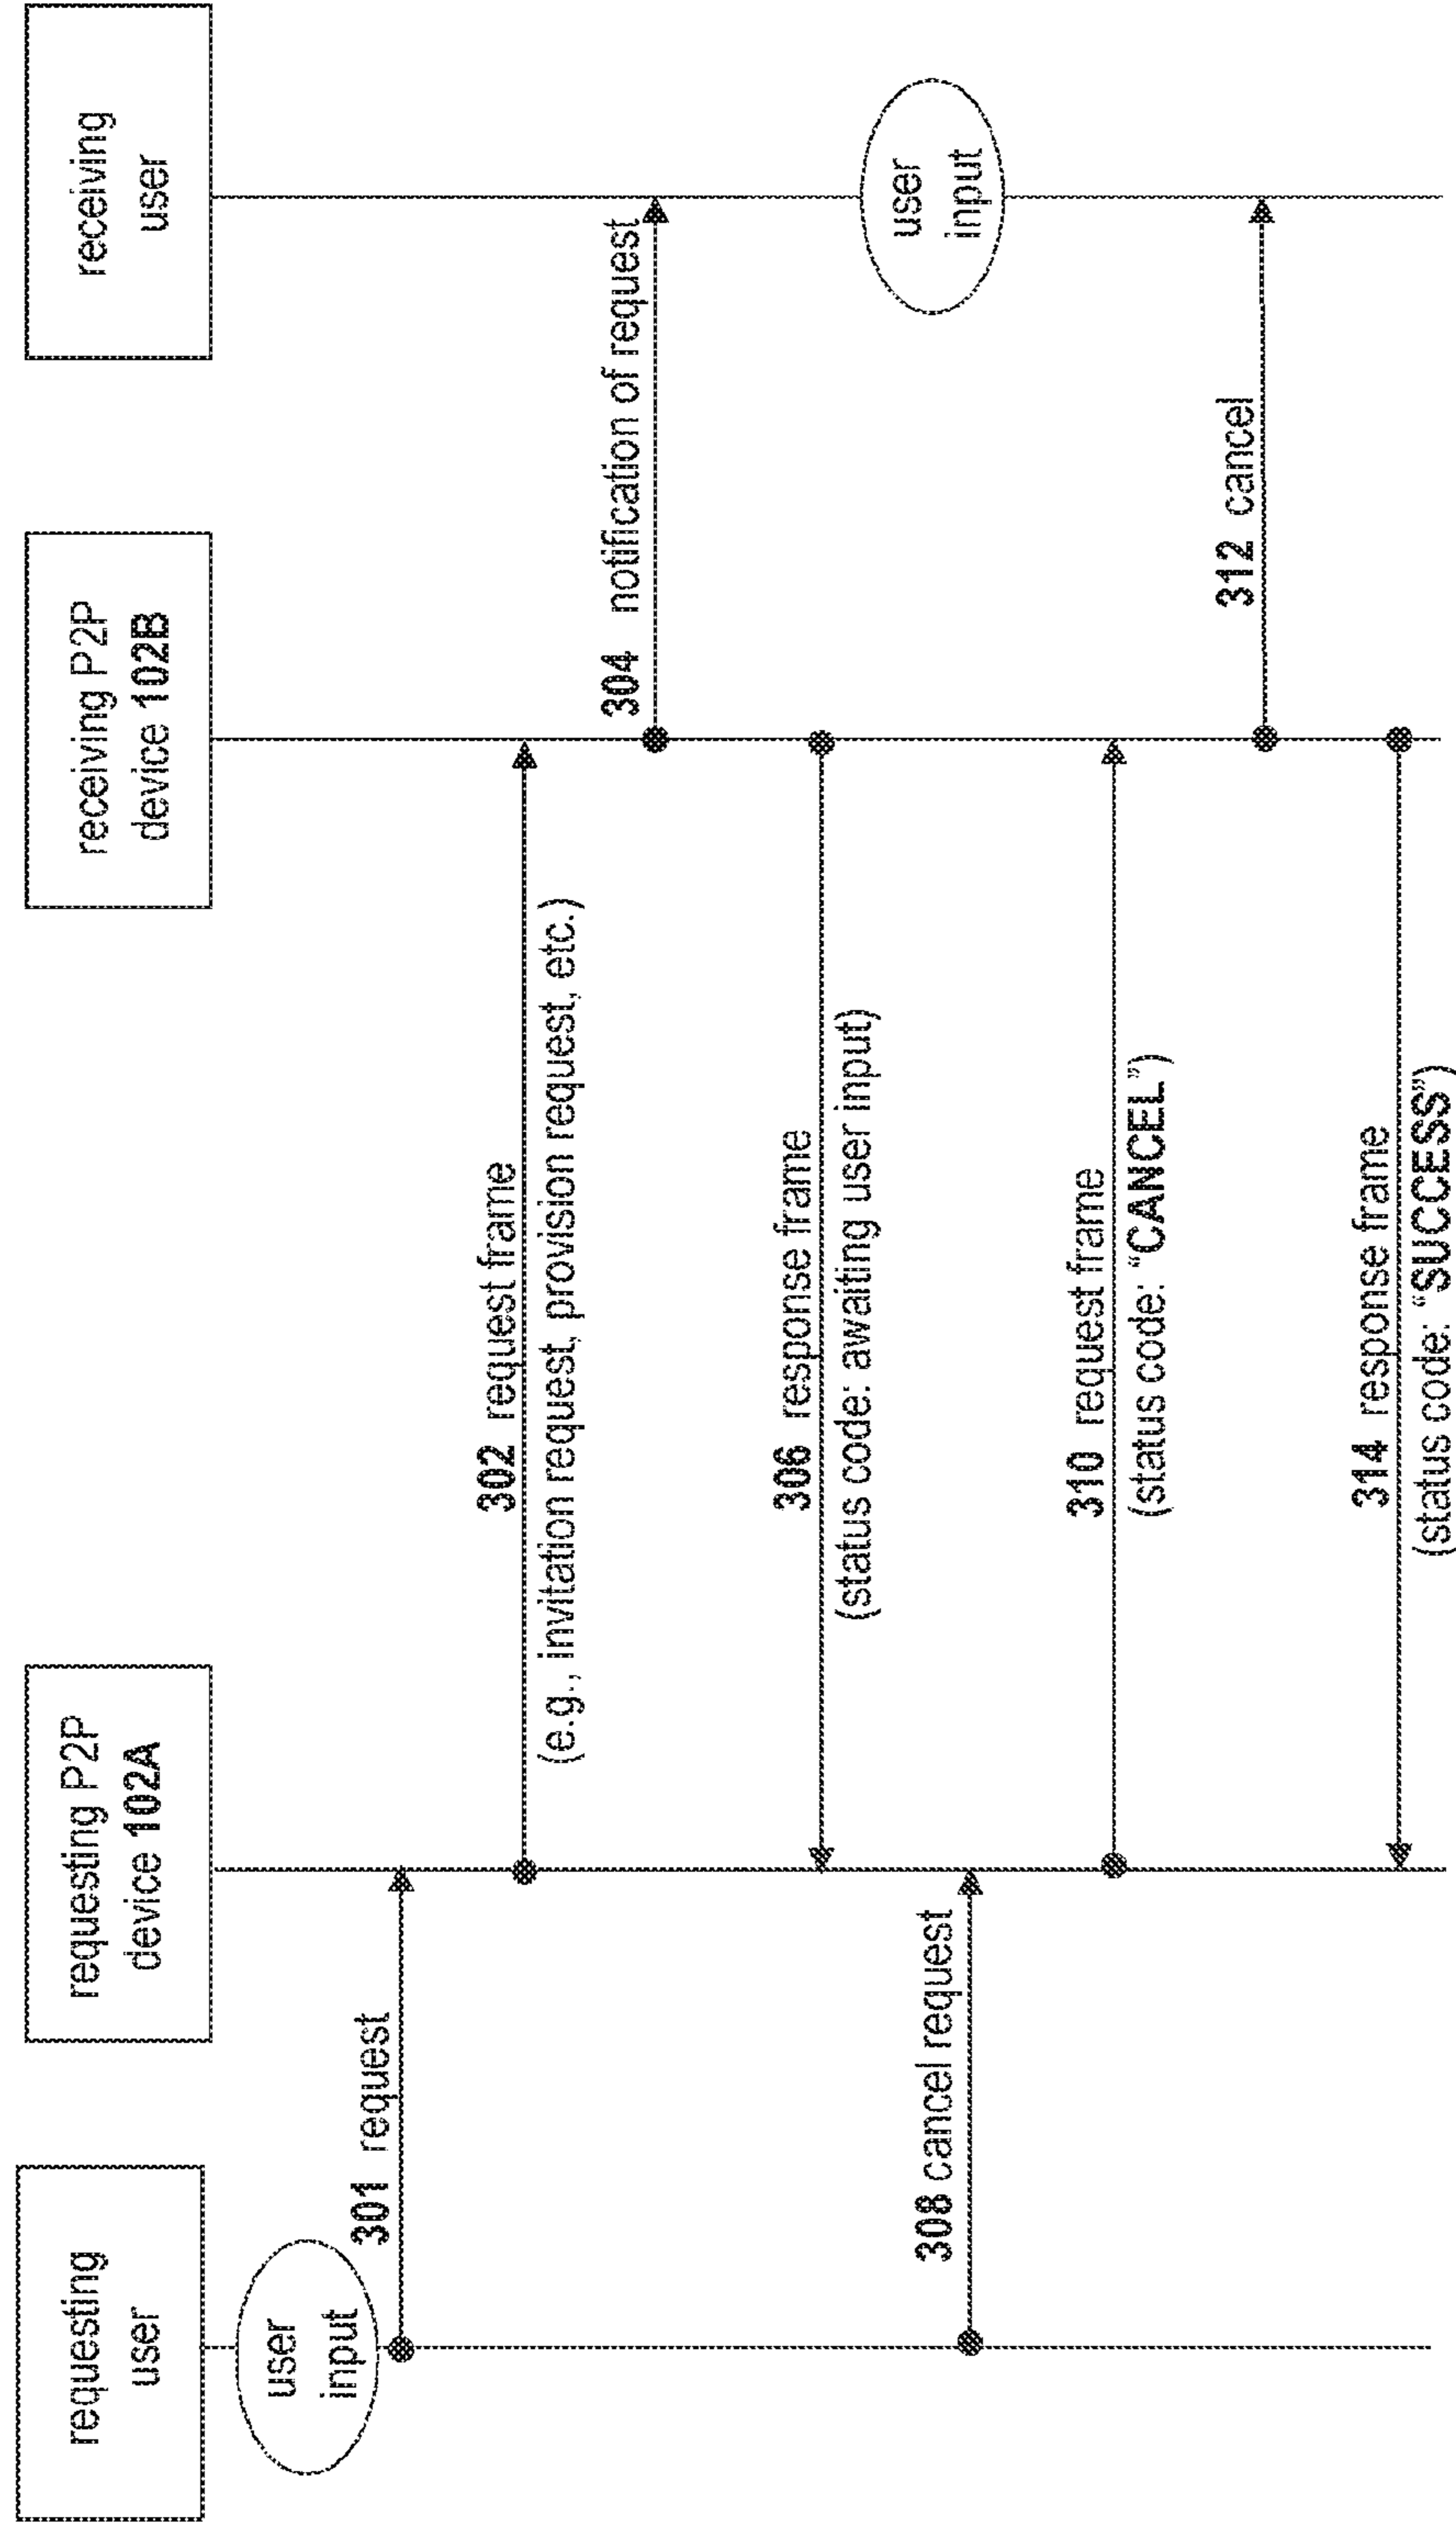 requesting
user
requesting P2P
device 102A
receiving P2P
device 102B
receiving
user
user
input
301 request
302 request frame
(e.g., invitation request, provision request, etc.)
304 notification of request
306 response frame
(status code: awaiting user input)
user
input
308 cancel request
310 request frame
(status code: "CANCEL")
312 cancel
314 response frame
(status code: "SUCCESS")